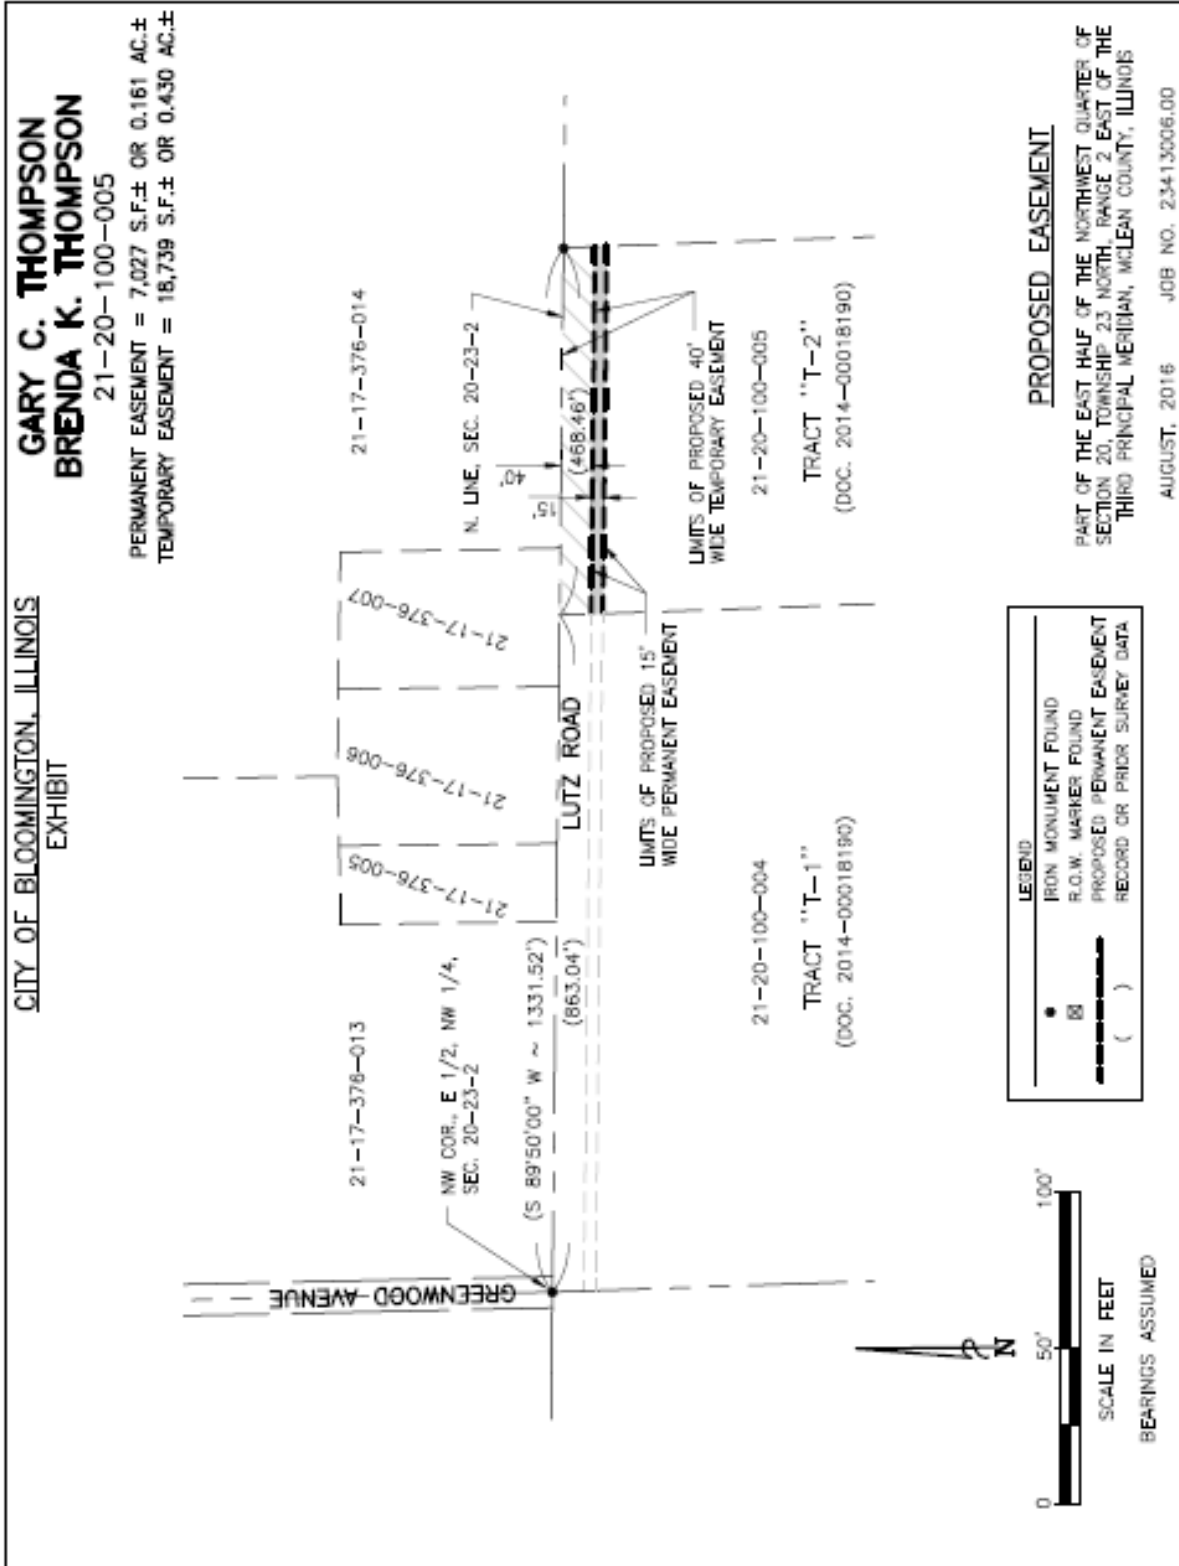 CITY OF BLOOMINGTON, ILLINOIS
EXHIBIT
GARY C. THOMPSON
BRENDA K. THOMPSON
21-20-100-005
PERMANENT EASEMENT = 7,027 S.F.± OR 0.161 AC.±
TEMPORARY EASEMENT = 18,739 S.F.± OR 0.430 AC.±
GREENWOOD AVENUE
21-17-376-013
21-17-376-005
21-17-376-006
21-17-376-007
21-17-376-014
NW COR., E 1/2, NW 1/4,
SEC. 20-23-2
N. LINE, SEC. 20-23-2
(S 89°50'00" W ~ 1331.52')
(863.04')
LUTZ ROAD
15'
40'
(468.46')
LIMITS OF PROPOSED 15'
WIDE PERMANENT EASEMENT
LIMITS OF PROPOSED 40'
WIDE TEMPORARY EASEMENT
21-20-100-004
TRACT "T-1"
(DOC. 2014-00018190)
21-20-100-005
TRACT "T-2"
(DOC. 2014-00018190)
N
0 50' 100'
SCALE IN FEET
BEARINGS ASSUMED
LEGEND
IRON MONUMENT FOUND
R.O.W. MARKER FOUND
PROPOSED PERMANENT EASEMENT
( ) RECORD OR PRIOR SURVEY DATA
PROPOSED EASEMENT
PART OF THE EAST HALF OF THE NORTHWEST QUARTER OF
SECTION 20, TOWNSHIP 23 NORTH, RANGE 2 EAST OF THE
THIRD PRINCIPAL MERIDIAN, MCLEAN COUNTY, ILLINOIS
AUGUST, 2016 JOB NO. 23413006.00